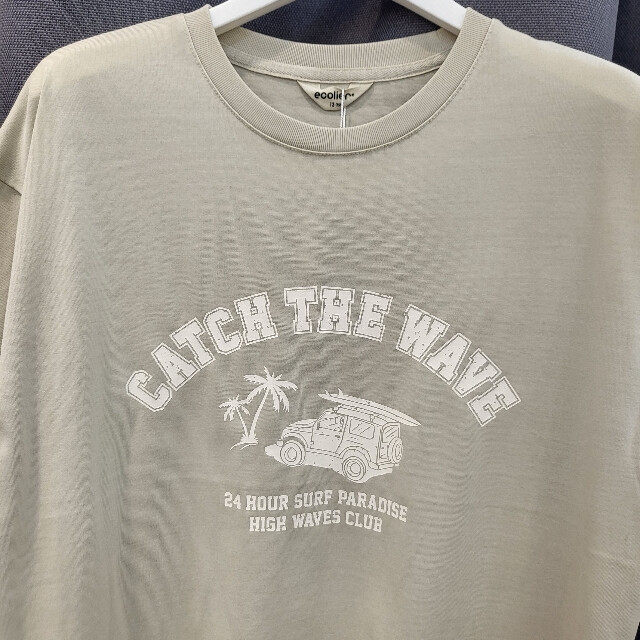 CATCH THE WAVE
24 HOUR SURF PARADISE
HIGH WAVES CLUB